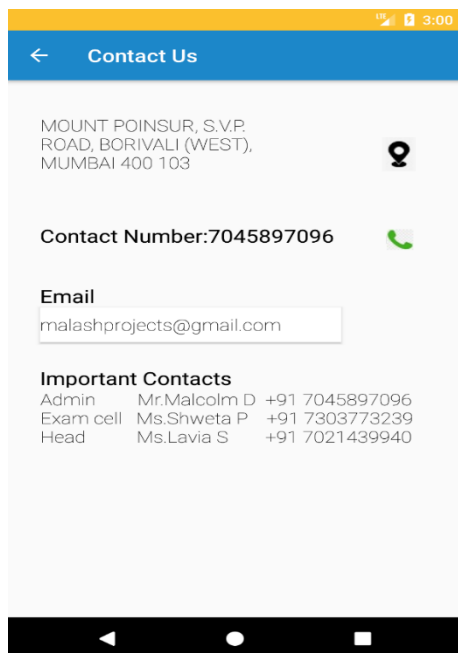 LTE 3:00
Contact Us
MOUNT POINSUR, S.V.P.
ROAD, BORIVALI (WEST),
MUMBAI 400 103
Contact Number:7045897096
Email
malashprojects@gmail.com
Important Contacts
Admin Mr.Malcolm D +91 7045897096
Exam cell Ms.Shweta P +91 7303773239
Head Ms.Lavia S +91 7021439940